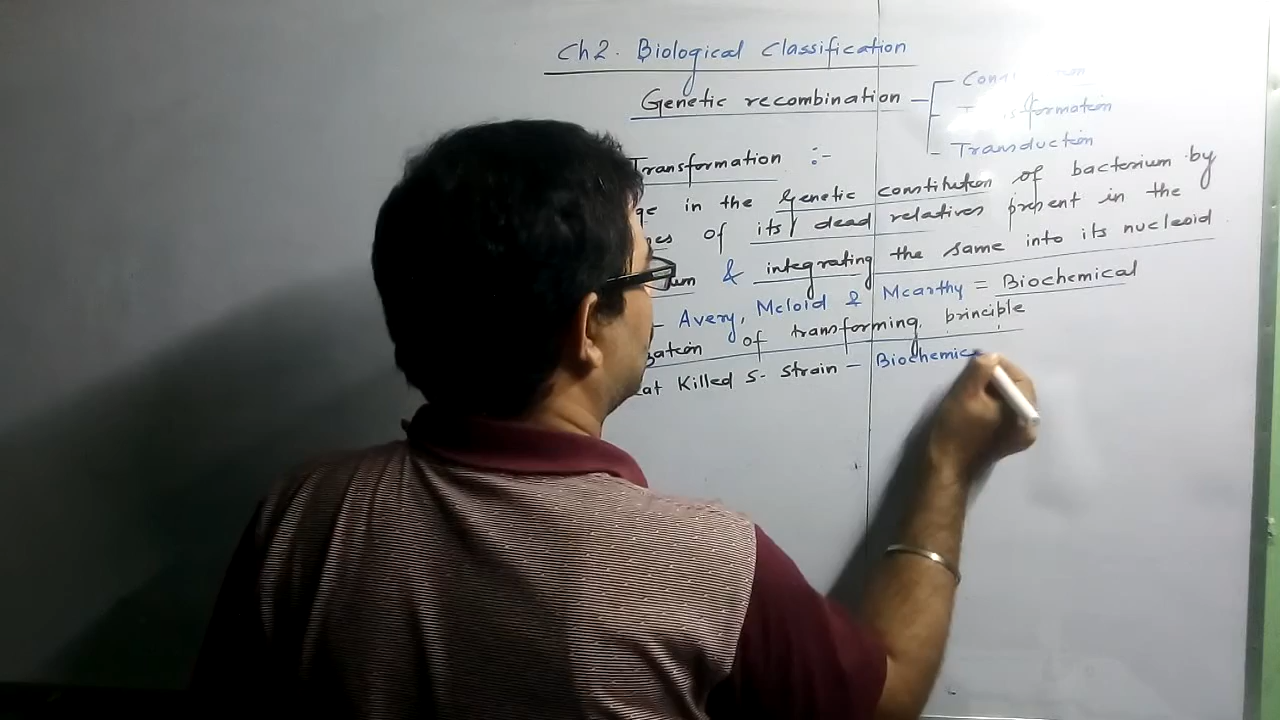 Ch2. Biological Classification
Genetic recombination
Transformation
Transduction
Transformation :-
in the Genetic constitution of bacterium by
of its dead relatives present in the
& integrating the same into its nucleoid
- Avery, Mcloid & Mcarthy = Biochemical
of transforming principle
Killed S- strain - Biochemic